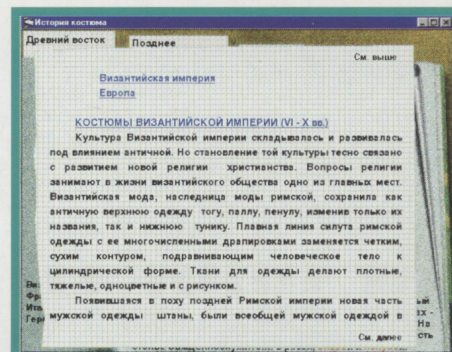 История костюма
Древний восток
Позднее
См. выше
Византийская империя
Европа
КОСТЮМЫ ВИЗАНТИЙСКОЙ ИМПЕРИИ (VI - X вв.)
Культура Византийской империи складывалась и развивалась
под влиянием античной. Но становление той культуры тесно связано
с развитием новой религии христианства. Вопросы религии
занимают в жизни византийского общества одно из главных мест.
Византийская мода, наследница моды римской, сохранила как
античную верхнюю одежду тогу, паллу, пенулу, изменив только их
названия, так и нижнюю тунику. Плавная линия силута римской
одежды с ее многочисленными драпировками заменяется четким,
сухим контуром, подравнивающим человеческое тело к
цилиндрической форме. Ткани для одежды делают плотные,
тяжелые, одноцветные и с рисунком.
Появившаяся в поху поздней Римской империи новая часть
мужской одежды штаны, были всеобщей мужской одеждой в
См. далее